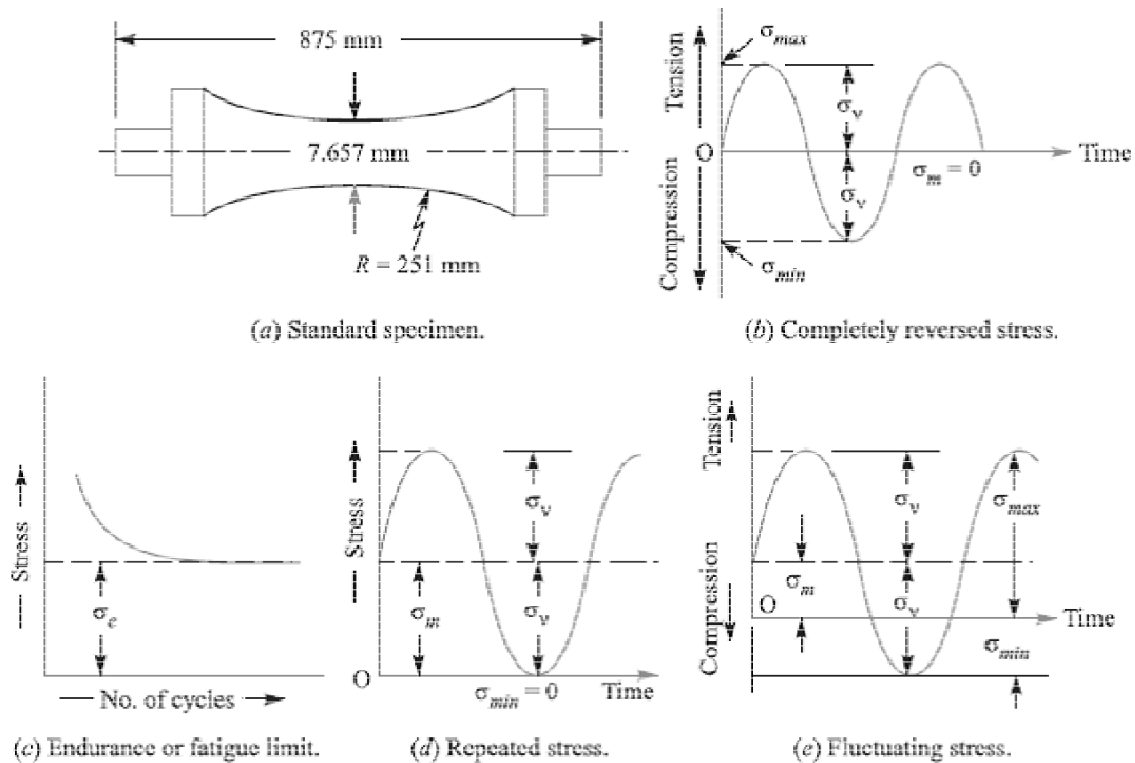 875 mm
7.657 mm
R = 251 mm
(a) Standard specimen.
Tension
Compression
σmax
σv
O
Time
σm = 0
σv
σmin
(b) Completely reversed stress.
Stress
σe
No. of cycles
(c) Endurance or fatigue limit.
Stress
σv
σm
σv
O
σmin = 0
Time
(d) Repeated stress.
Tension
Compression
σv
σmax
σm
σv
O
Time
σmin
(e) Fluctuating stress.